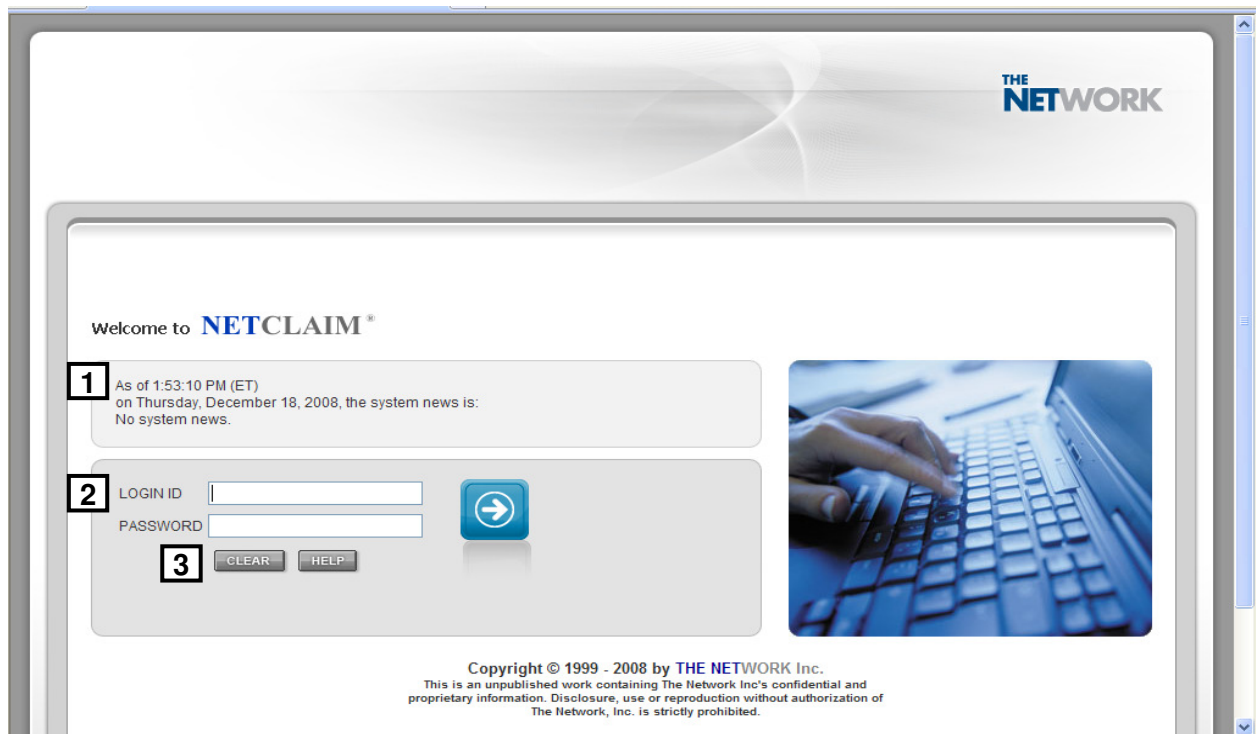 THE
NETWORK
Welcome to NETCLAIM®
1
As of 1:53:10 PM (ET)
on Thursday, December 18, 2008, the system news is:
No system news.
2
LOGIN ID
PASSWORD
3
CLEAR HELP
Copyright © 1999 - 2008 by THE NETWORK Inc.
This is an unpublished work containing The Network Inc's confidential and
proprietary information. Disclosure, use or reproduction without authorization of
The Network, Inc. is strictly prohibited.